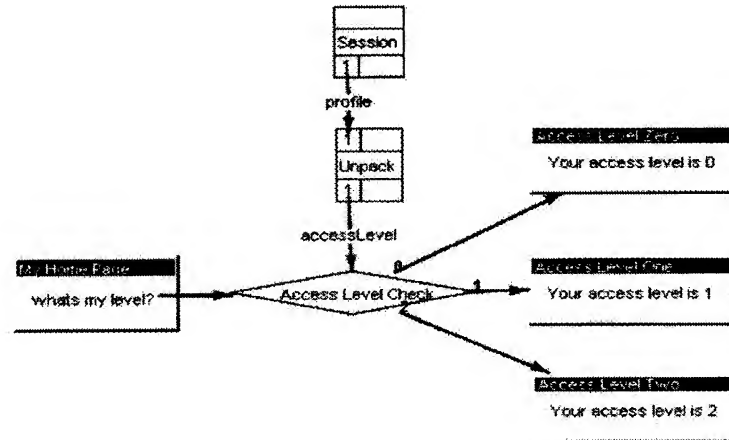 Session
1
profile
1
Unpack
1
accessLevel
My Home Page
whats my level?
Access Level Check
0
1
2
Access Level Zero
Your access level is 0
Access Level One
Your access level is 1
Access Level Two
Your access level is 2